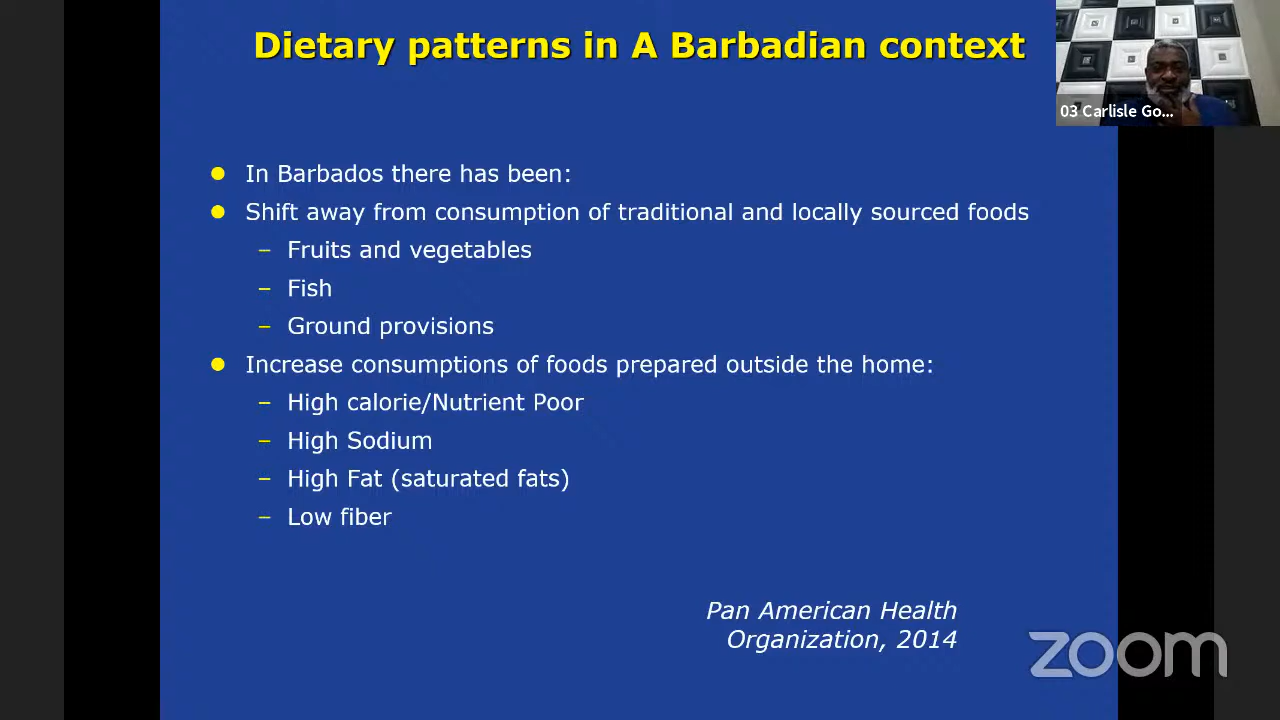 Dietary patterns in A Barbadian context
03 Carlisle Go...
In Barbados there has been:
Shift away from consumption of traditional and locally sourced foods
– Fruits and vegetables
– Fish
– Ground provisions
Increase consumptions of foods prepared outside the home:
– High calorie/Nutrient Poor
– High Sodium
– High Fat (saturated fats)
– Low fiber
Pan American Health
Organization, 2014
zoom